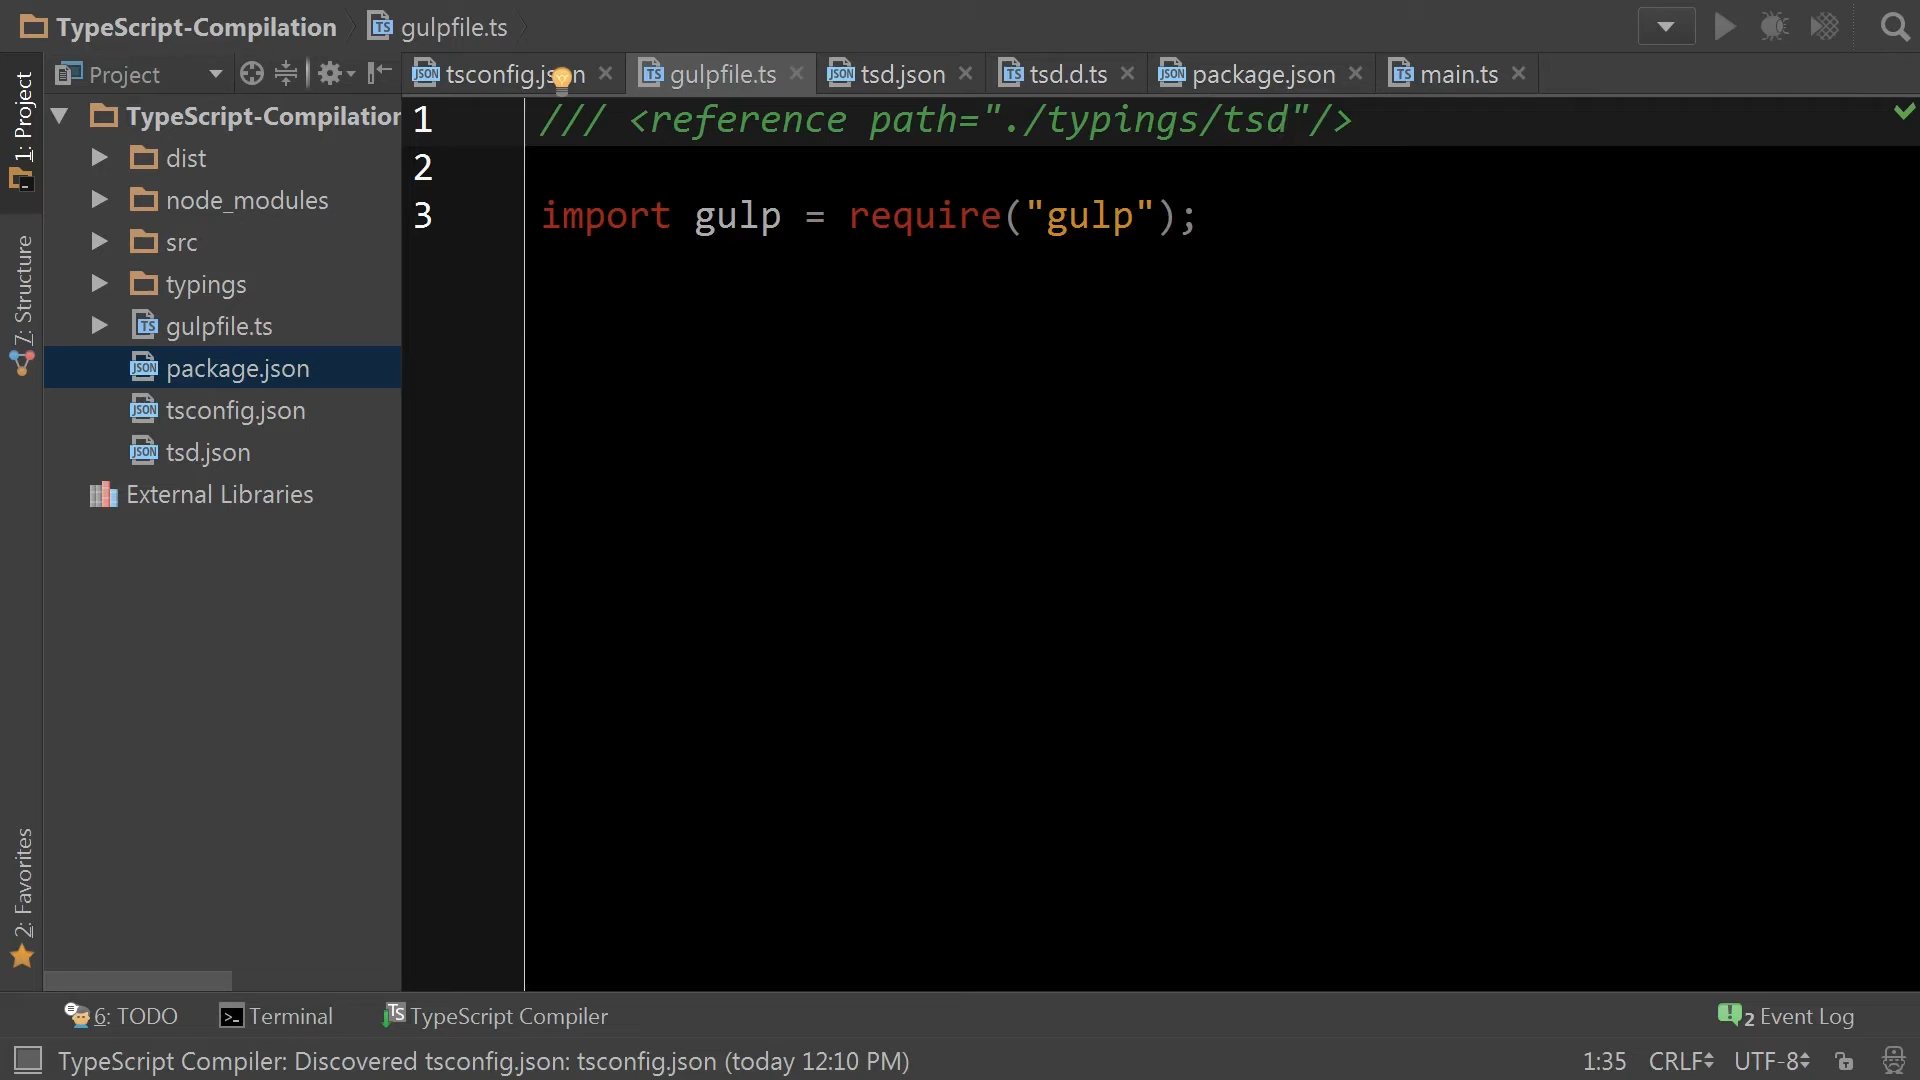 TypeScript-Compilation gulpfile.ts
1: Project
7: Structure
2: Favorites
Project
tsconfig.json gulpfile.ts tsd.json tsd.d.ts package.json main.ts
TypeScript-Compilation
dist
node_modules
src
typings
gulpfile.ts
package.json
tsconfig.json
tsd.json
External Libraries
1 /// <reference path="./typings/tsd"/>
2
3 import gulp = require("gulp");
6: TODO Terminal TypeScript Compiler 2 Event Log
TypeScript Compiler: Discovered tsconfig.json: tsconfig.json (today 12:10 PM) 1:35 CRLF UTF-8